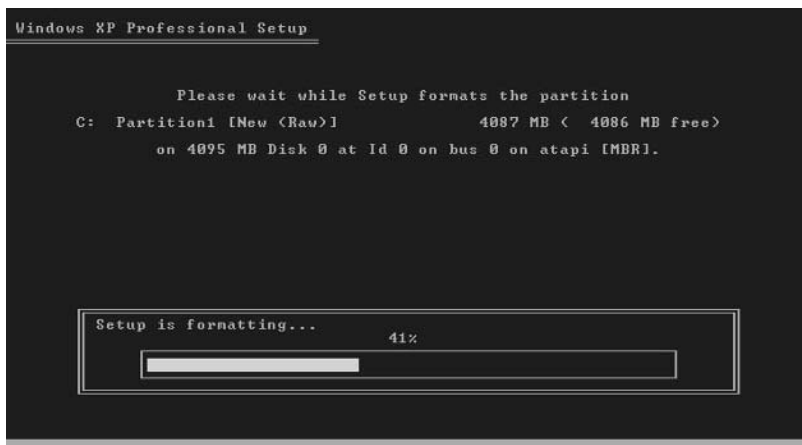 Windows XP Professional Setup
Please wait while Setup formats the partition
C: Partition1 [New (Raw)] 4087 MB ( 4086 MB free)
on 4095 MB Disk 0 at Id 0 on bus 0 on atapi [MBR].
Setup is formatting...
41%